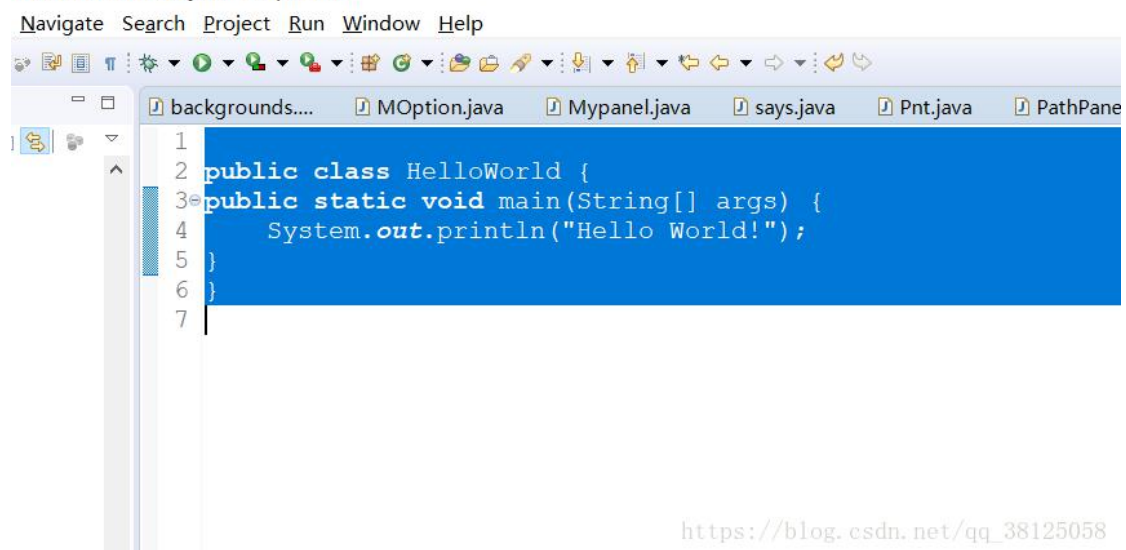 Navigate Search Project Run Window Help
backgrounds.... MOption.java Mypanel.java says.java Pnt.java PathPane
1
2 public class HelloWorld {
3 public static void main(String[] args) {
4 System.out.println("Hello World!");
5 }
6 }
7
https://blog.csdn.net/qq_38125058